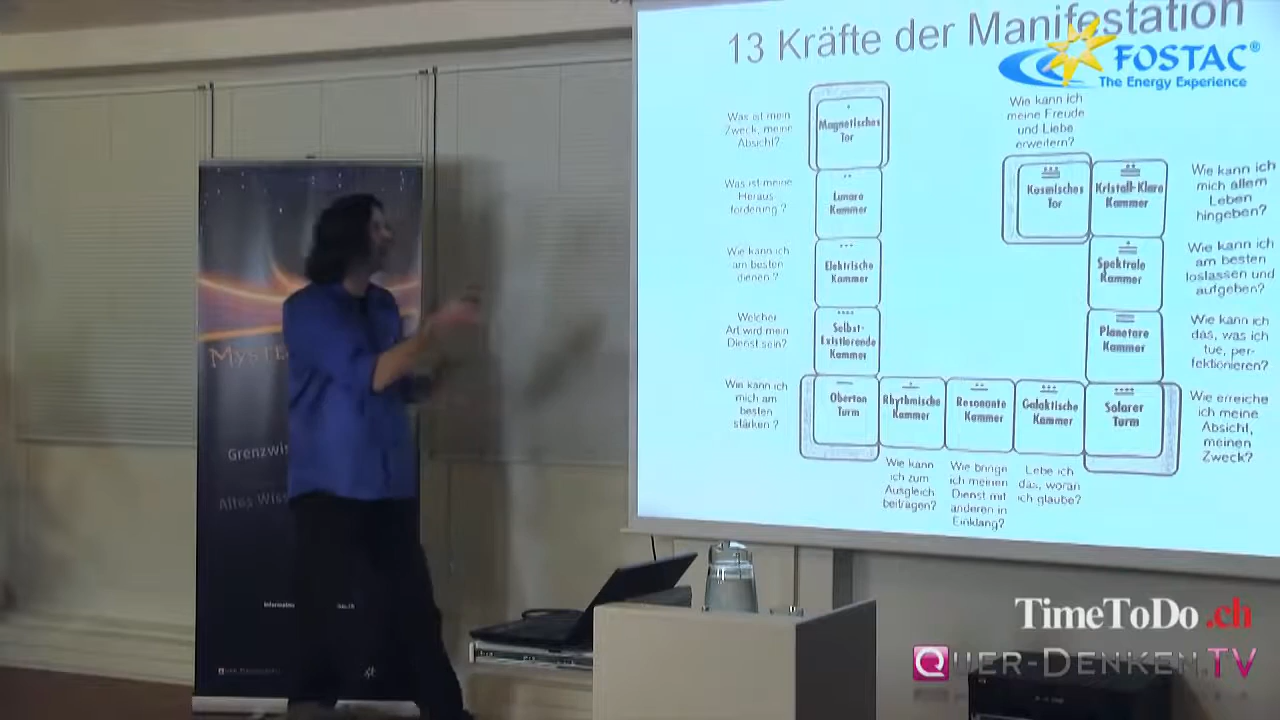 13 Kräfte der Manifestation
FOSTAC®
The Energy Experience
Was ist mein
Zweck, meine
Absicht?
Magnetisches
Tor
Wie kann ich
meine Freude
und Liebe
erweitern?
Was ist meine
Heraus
forderung ?
Lunare
Kammer
Kosmisches
Tor
Kristall-Klare
Kammer
Wie kann ich
mich allem
Leben
hingeben?
Wie kann ich
am besten
dienen ?
Elektrische
Kammer
Spektrale
Kammer
Wie kann ich
am besten
loslassen und
aufgeben?
Welcher
Art wird mein
Dienst sein?
Selbst-
Existierende
Kammer
Planetare
Kammer
Wie kann ich
das, was ich
tue, per-
fektionieren?
Wie kann ich
mich am
besten
stärken ?
Oberton
Turm
Rhythmische
Kammer
Resonante
Kammer
Galaktische
Kammer
Solarer
Turm
Wie erreiche
ich meine
Absicht,
meinen
Zweck?
Wie kann
ich zum
Ausgleich
beitragen?
Wie bringe
ich meinen
Dienst mit
anderen in
Einklang?
Lebe ich
das, woran
ich glaube?
Grenzwis
Altes Wiss
TimeToDo.ch
QUER-DENKEN.TV